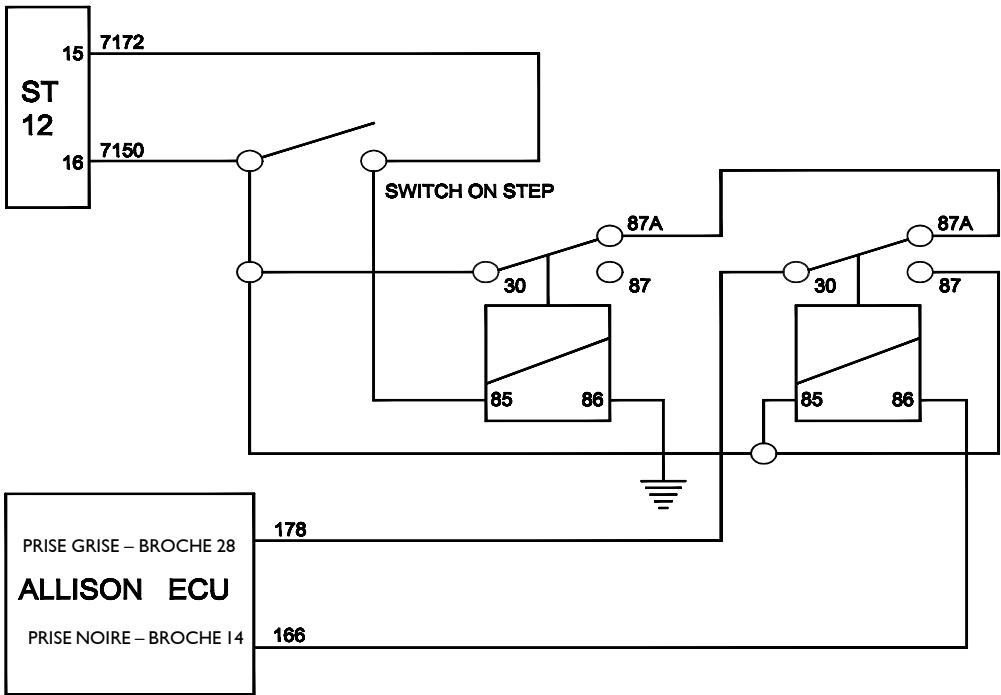 15
7172
ST
12
16
7150
SWITCH ON STEP
87A
87A
30
87
30
87
85
86
85
86
178
PRISE GRISE – BROCHE 28
ALLISON ECU
PRISE NOIRE – BROCHE 14
166